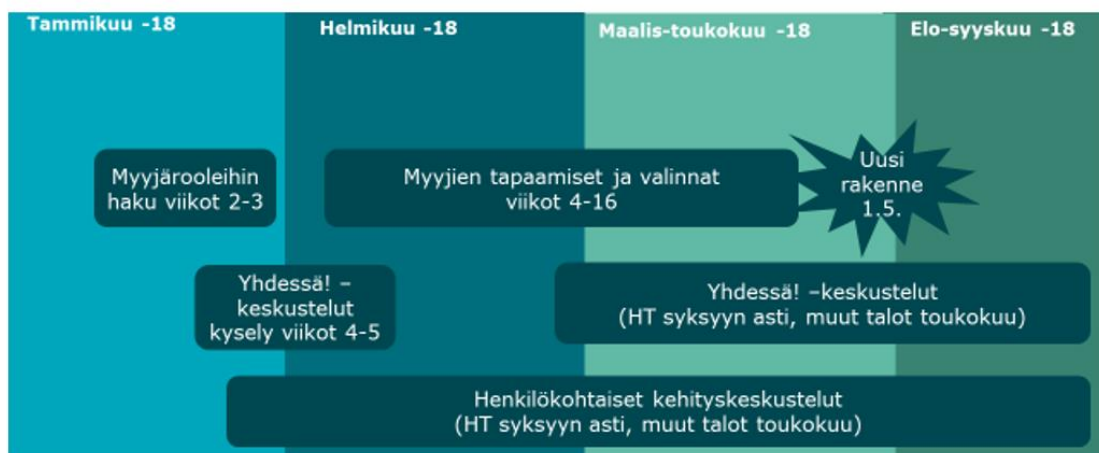 Tammikuu -18
Helmikuu -18
Maalis-toukokuu -18
Elo-syyskuu -18
Myyjärooleihin
haku viikot 2-3
Myyjien tapaamiset ja valinnat
viikot 4-16
Uusi
rakenne
1.5.
Yhdessä! –
keskustelut
kysely viikot 4-5
Yhdessä! –keskustelut
(HT syksyyn asti, muut talot toukokuu)
Henkilökohtaiset kehityskeskustelut
(HT syksyyn asti, muut talot toukokuu)